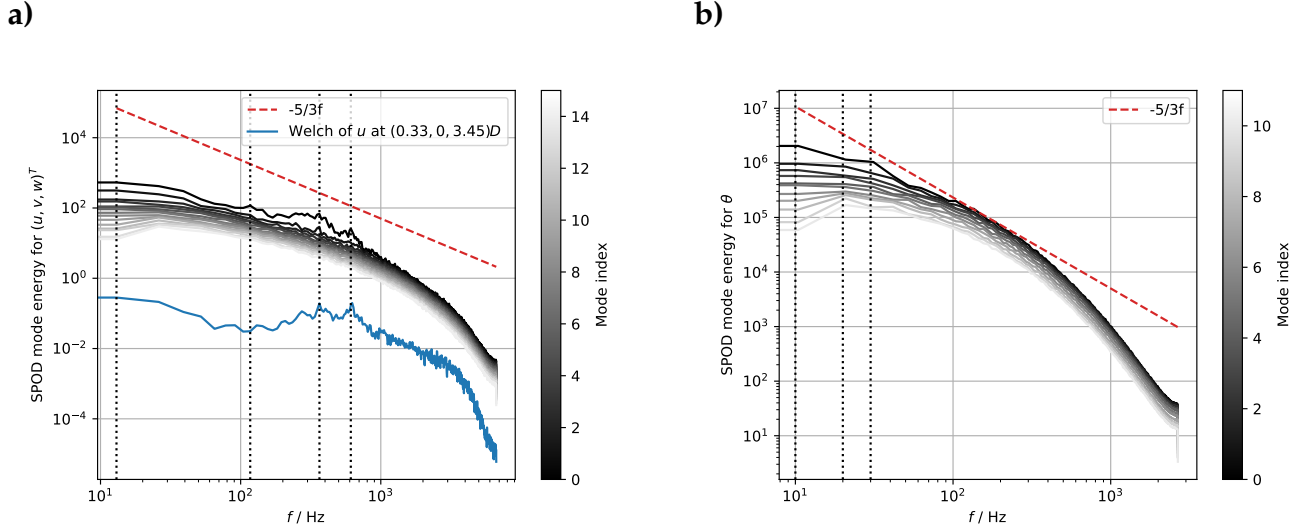 a)
SPOD mode energy for (u, v, w)^T
10^4
10^2
10^0
10^−2
10^−4
10^1
10^2
10^3
f / Hz
-5/3f
Welch of u at (0.33, 0, 3.45)D
14
12
10
8
6
4
2
0
Mode index
b)
SPOD mode energy for θ
10^7
10^6
10^5
10^4
10^3
10^2
10^1
10^1
10^2
10^3
f / Hz
-5/3f
10
8
6
4
2
0
Mode index